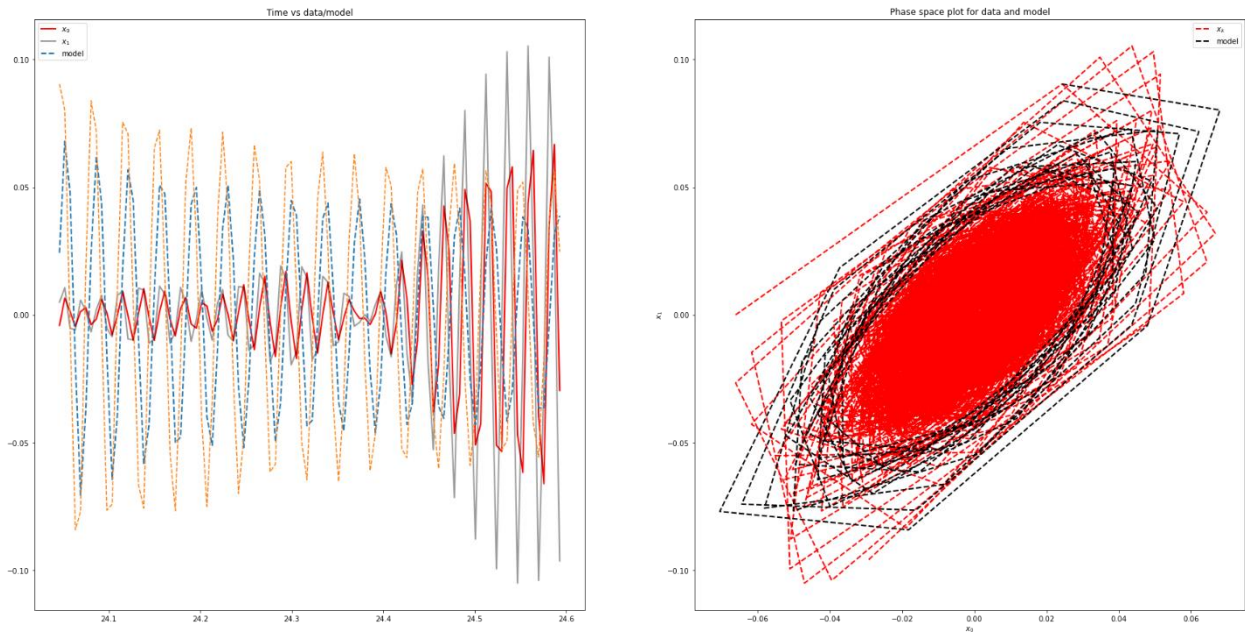 Time vs data/model
x₀
x₁
model
0.10
0.05
0.00
−0.05
−0.10
24.1
24.2
24.3
24.4
24.5
24.6
Phase space plot for data and model
xₖ
model
0.10
0.05
0.00
−0.05
−0.10
x₁
−0.06
−0.04
−0.02
0.00
0.02
0.04
0.06
x₀